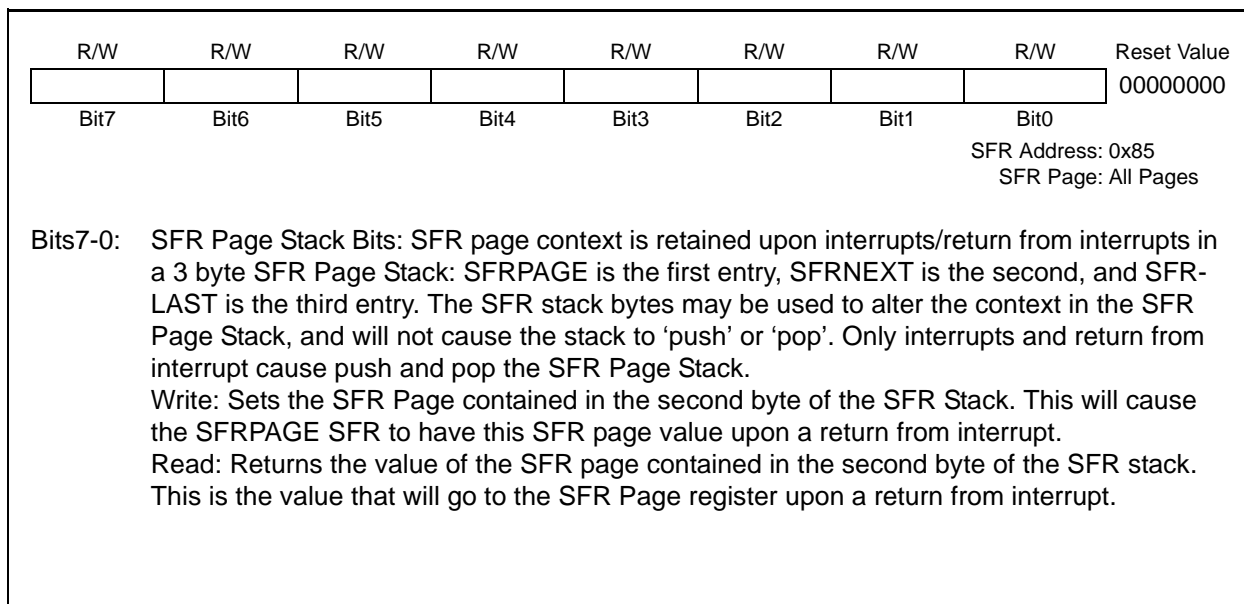 R/W R/W R/W R/W R/W R/W R/W R/W Reset Value
00000000
Bit7 Bit6 Bit5 Bit4 Bit3 Bit2 Bit1 Bit0
SFR Address: 0x85
SFR Page: All Pages
Bits7-0: SFR Page Stack Bits: SFR page context is retained upon interrupts/return from interrupts in
a 3 byte SFR Page Stack: SFRPAGE is the first entry, SFRNEXT is the second, and SFR-
LAST is the third entry. The SFR stack bytes may be used to alter the context in the SFR
Page Stack, and will not cause the stack to ‘push’ or ‘pop’. Only interrupts and return from
interrupt cause push and pop the SFR Page Stack.
Write: Sets the SFR Page contained in the second byte of the SFR Stack. This will cause
the SFRPAGE SFR to have this SFR page value upon a return from interrupt.
Read: Returns the value of the SFR page contained in the second byte of the SFR stack.
This is the value that will go to the SFR Page register upon a return from interrupt.